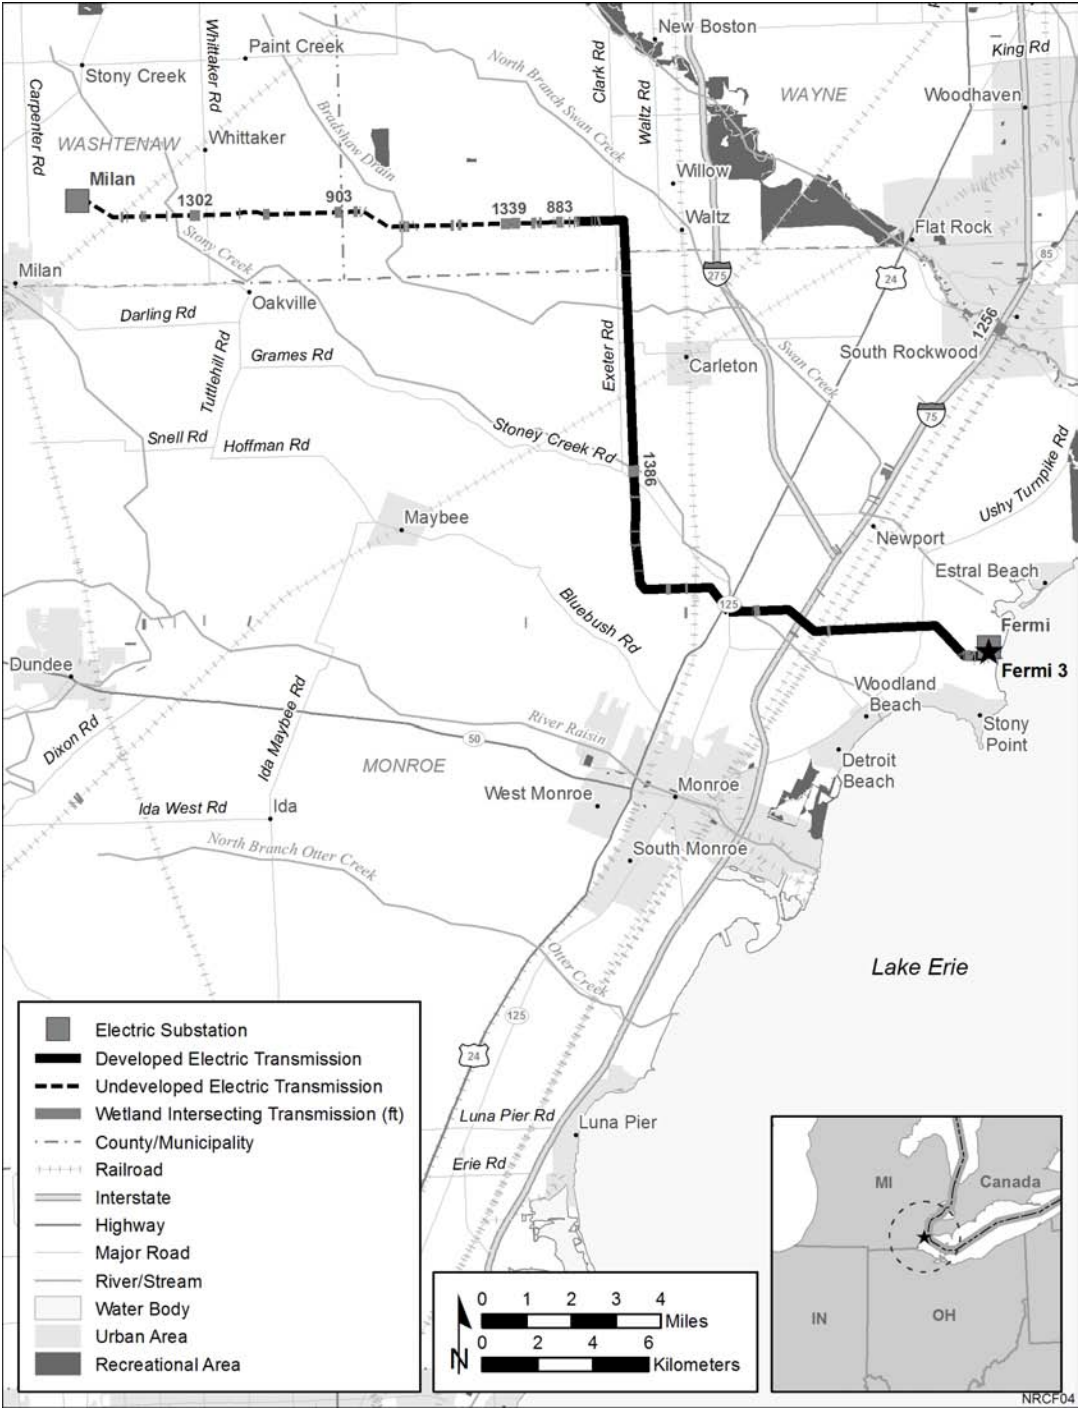 New Boston
Paint Creek
King Rd
Stony Creek
Whittaker Rd
Clark Rd
Waltz Rd
North Branch Swan Creek
WAYNE
Woodhaven
Carpenter Rd
Bradshaw Drain
WASHTENAW
Whittaker
Milan
Willow
1302
903
1339
883
Waltz
Flat Rock
Stony Creek
85
Milan
275
24
Oakville
Darling Rd
1256
Grames Rd
Exeter Rd
Swan Creek
South Rockwood
Tuttlehill Rd
Carleton
75
Snell Rd
Hoffman Rd
Stoney Creek Rd
1386
Ushy Turnpike Rd
Maybee
Newport
Estral Beach
Bluebush Rd
125
Fermi
Dundee
Fermi 3
Woodland
Beach
Ida Maybee Rd
River Raisin
Stony
Point
Dixon Rd
50
MONROE
Detroit
Beach
West Monroe
Monroe
Ida West Rd
Ida
North Branch Otter Creek
South Monroe
Otter Creek
Lake Erie
125
24
Luna Pier Rd
Luna Pier
Erie Rd
Electric Substation
Developed Electric Transmission
Undeveloped Electric Transmission
Wetland Intersecting Transmission (ft)
County/Municipality
Railroad
Interstate
Highway
Major Road
River/Stream
Water Body
Urban Area
Recreational Area
N
0 1 2 3 4
Miles
0 2 4 6
Kilometers
MI
Canada
IN
OH
NRCF04